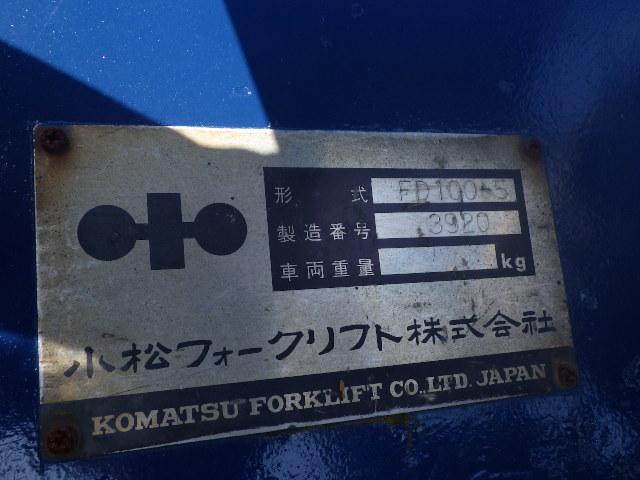 形 式 FD100-5
製造番号 3920
車両重量 kg
小松フォークリフト株式会社
KOMATSU FORKLIFT CO.,LTD. JAPAN